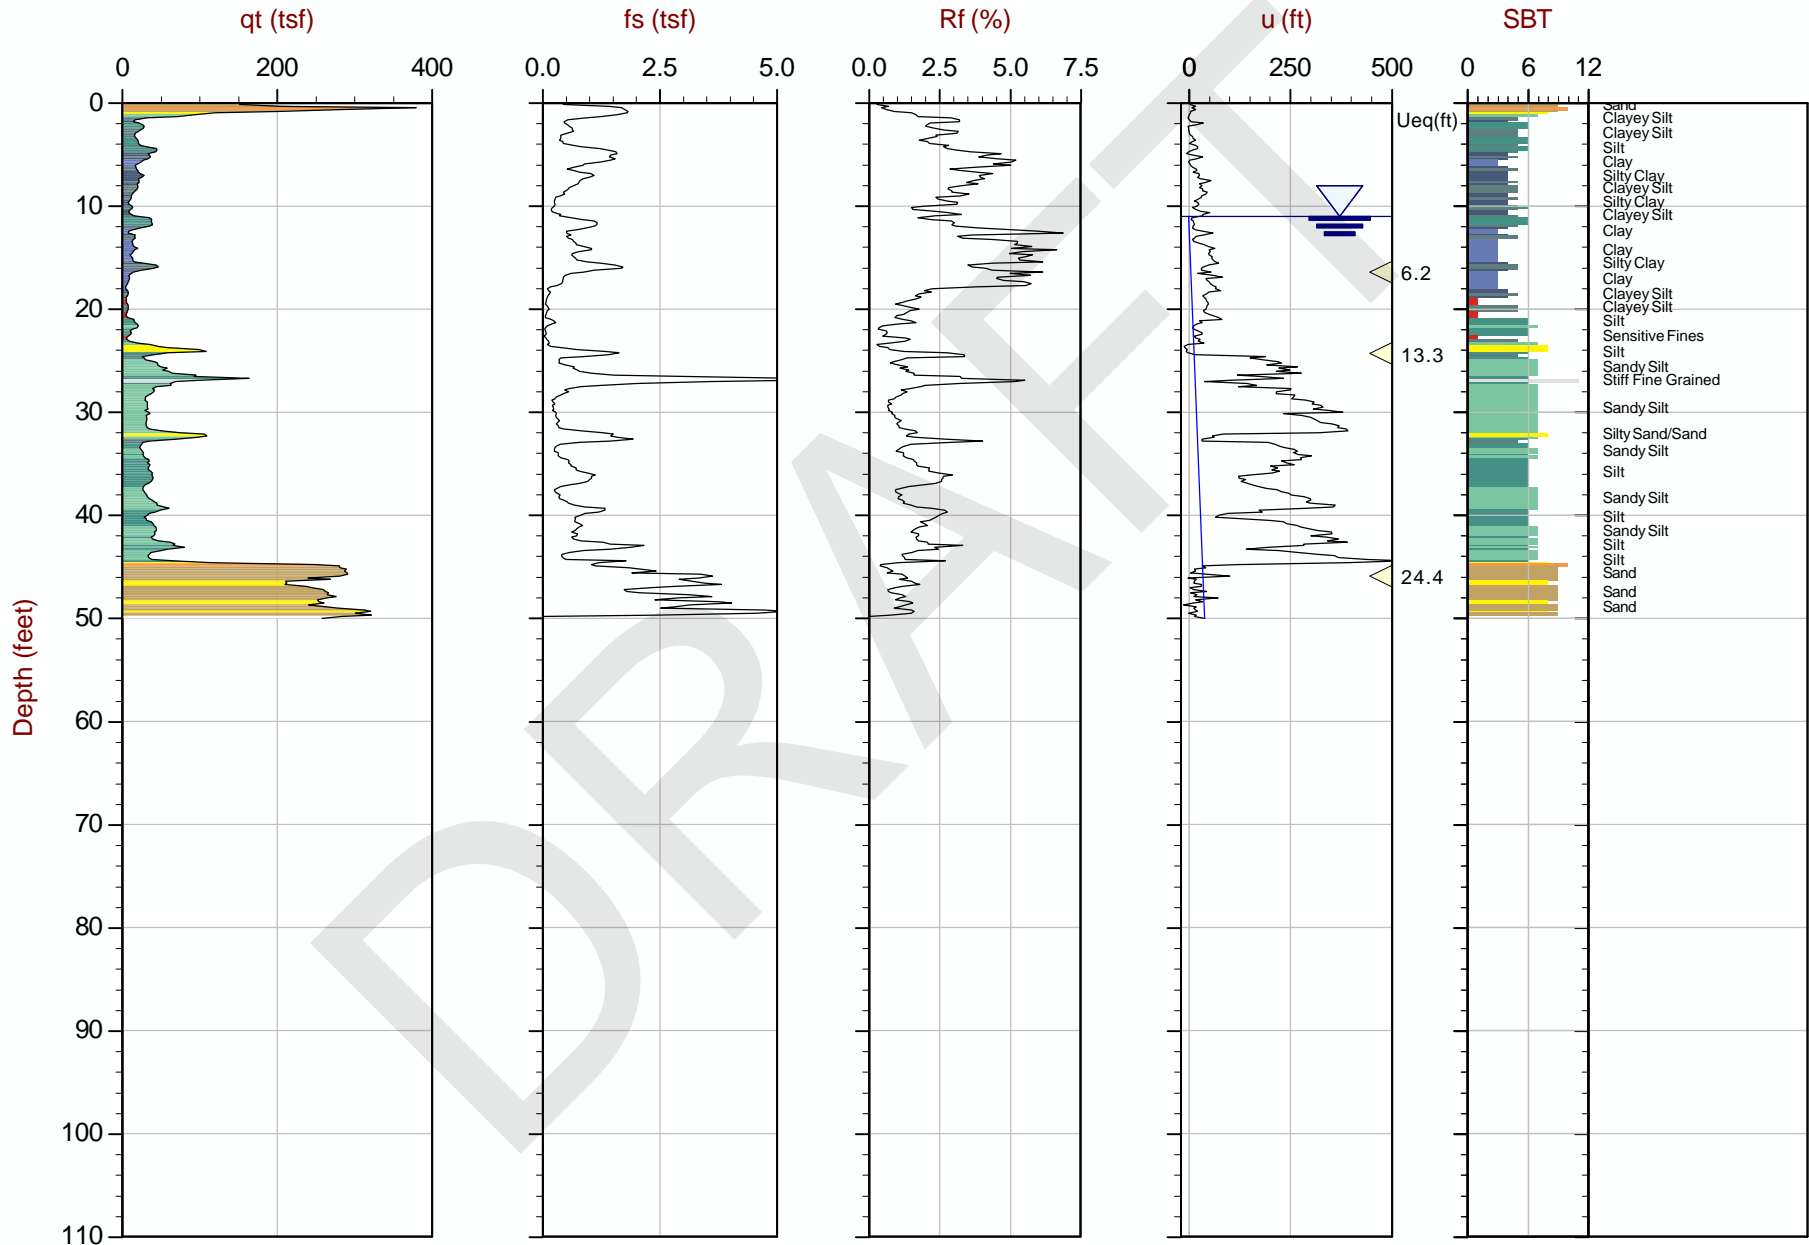 qt (tsf) fs (tsf) Rf (%) u (ft) SBT
0 200 400 0.0 2.5 5.0 0.0 2.5 5.0 7.5 0 250 500 0 6 12
0
10
20
30
40
50
60
70
80
90
100
110
Depth (feet)
Ueq(ft)
6.2
13.3
24.4
Sand
Clayey Silt
Clayey Silt
Silt
Clay
Silty Clay
Clayey Silt
Silty Clay
Clayey Silt
Clay
Clay
Silty Clay
Clay
Clayey Silt
Clayey Silt
Silt
Sensitive Fines
Silt
Sandy Silt
Stiff Fine Grained
Sandy Silt
Silty Sand/Sand
Sandy Silt
Silt
Sandy Silt
Silt
Sandy Silt
Silt
Silt
Sand
Sand
Sand
DRAFT